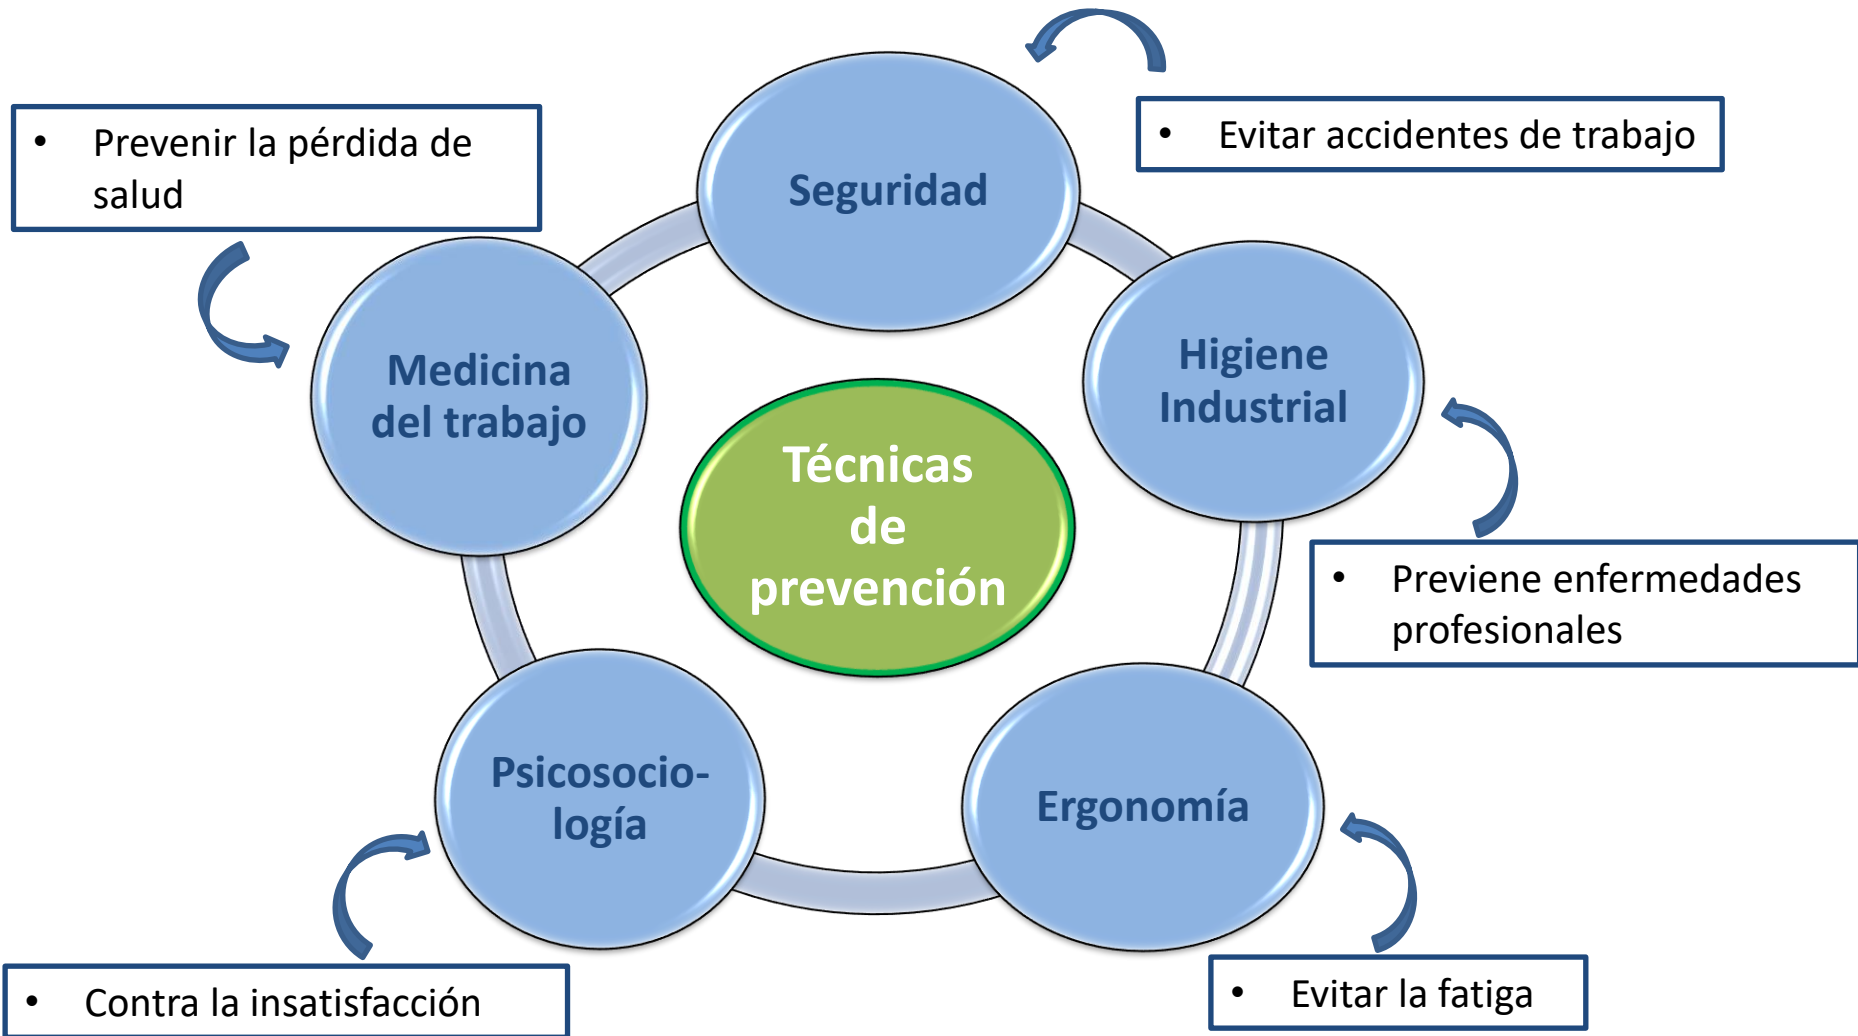 • Evitar accidentes de trabajo
• Prevenir la pérdida de
salud
Seguridad
Higiene
Industrial
Medicina
del trabajo
Técnicas
de
prevención
• Previene enfermedades
profesionales
Psicosocio-
logía
Ergonomía
• Contra la insatisfacción
• Evitar la fatiga